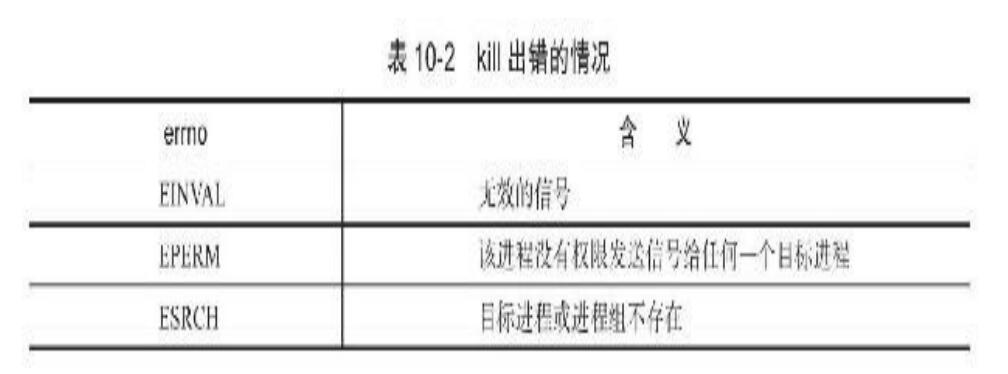 表 10-2 kill 出错的情况
errno 含 义
EINVAL 无效的信号
EPERM 该进程没有权限发送信号给任何一个目标进程
ESRCH 目标进程或进程组不存在